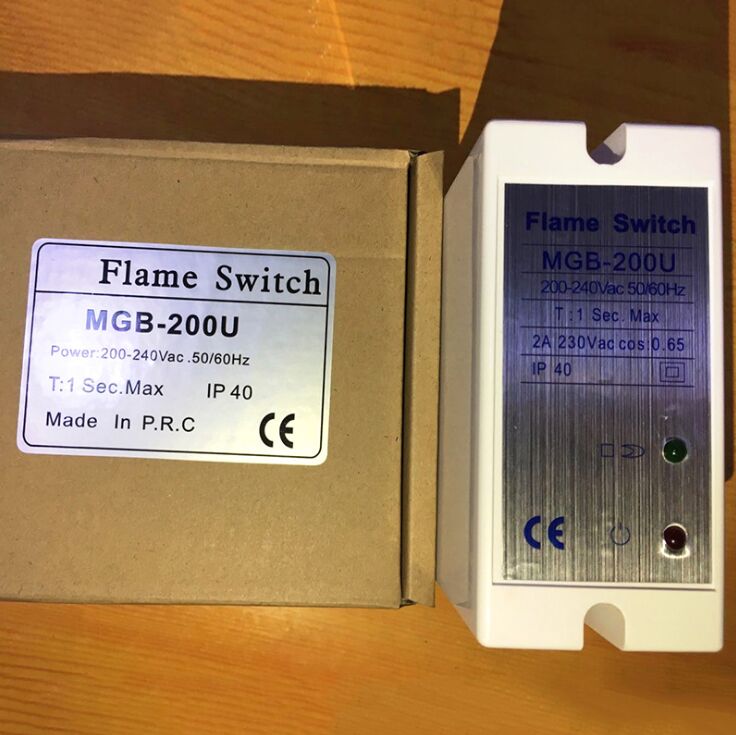 Flame Switch
MGB-200U
Power:200-240Vac .50/60Hz
T:1 Sec.Max IP 40
Made In P.R.C CE
Flame Switch
MGB-200U
200-240Vac 50/60Hz
T:1 Sec. Max
2A 230Vac cos:0.65
IP 40
CE